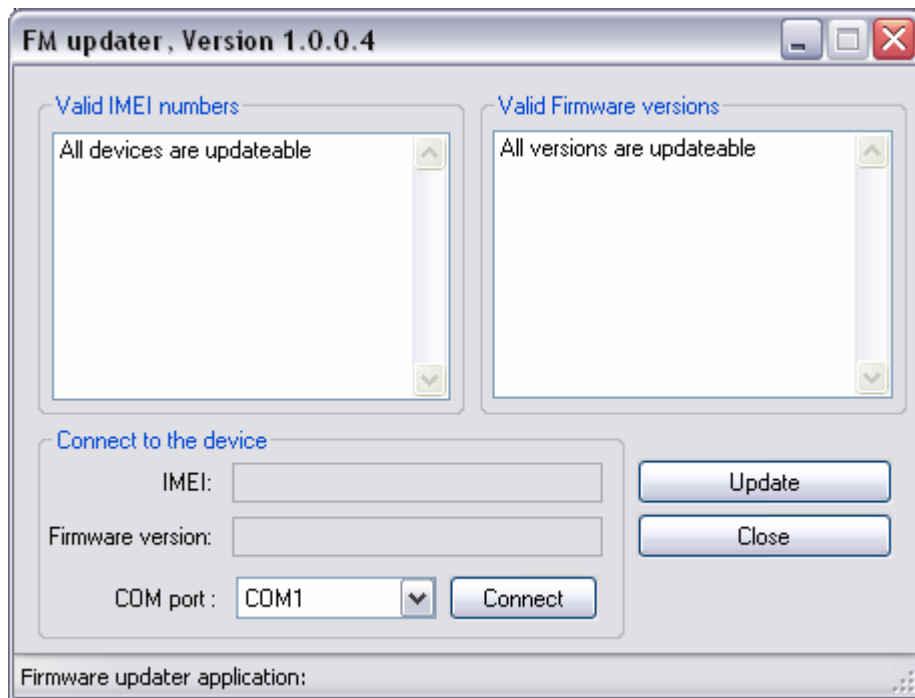 FM updater, Version 1.0.0.4
Valid IMEI numbers
All devices are updateable
Valid Firmware versions
All versions are updateable
Connect to the device
IMEI:
Firmware version:
COM port :
COM1
Connect
Update
Close
Firmware updater application: